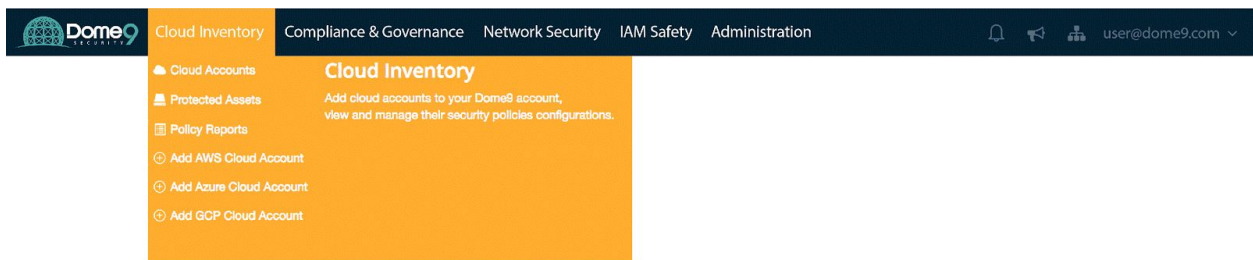 Dome9
SECURITY
Cloud Inventory
Compliance & Governance
Network Security
IAM Safety
Administration
user@dome9.com
Cloud Accounts
Protected Assets
Policy Reports
Add AWS Cloud Account
Add Azure Cloud Account
Add GCP Cloud Account
Cloud Inventory
Add cloud accounts to your Dome9 account,
view and manage their security policies configurations.